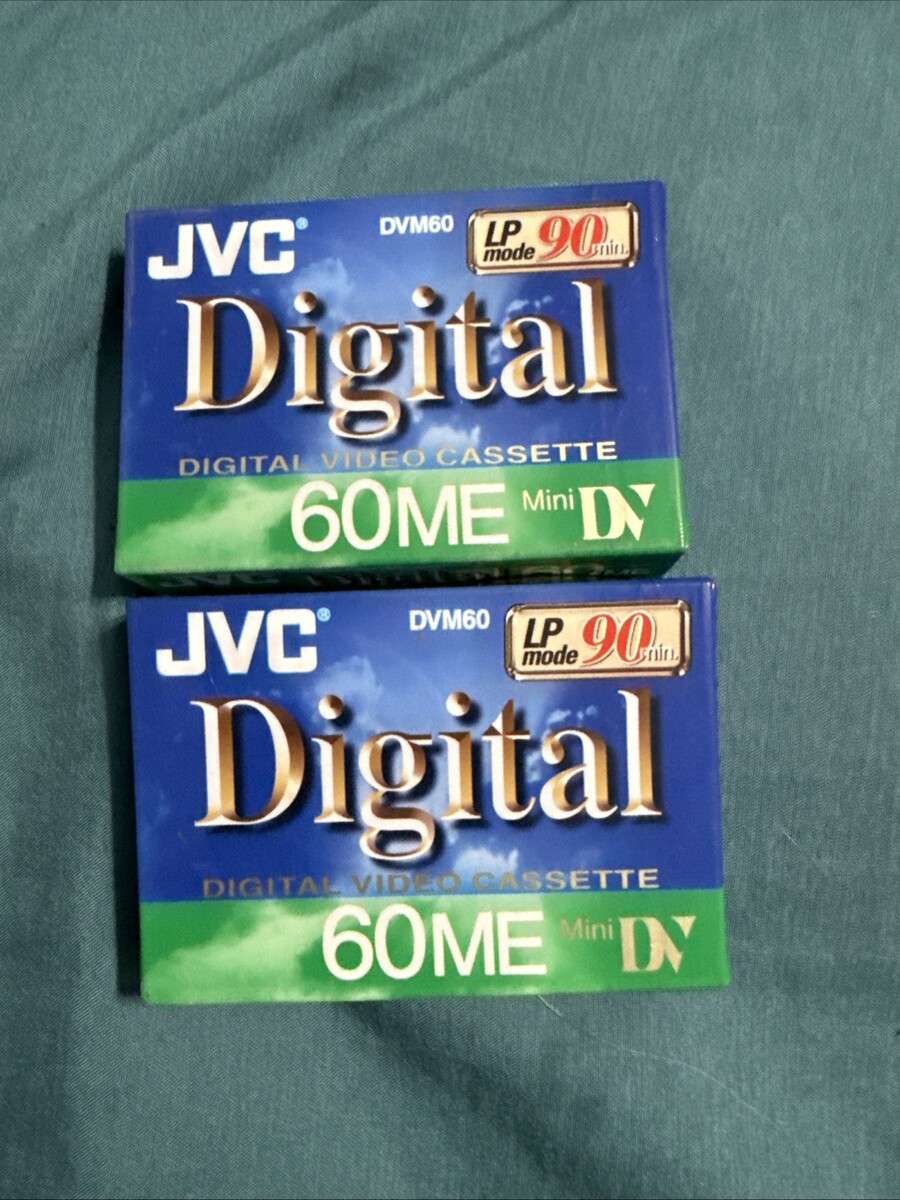 JVC® DVM60 LP mode 90 min.
Digital
DIGITAL VIDEO CASSETTE
60ME Mini DV
JVC® DVM60 LP mode 90 min.
Digital
DIGITAL VIDEO CASSETTE
60ME Mini DV